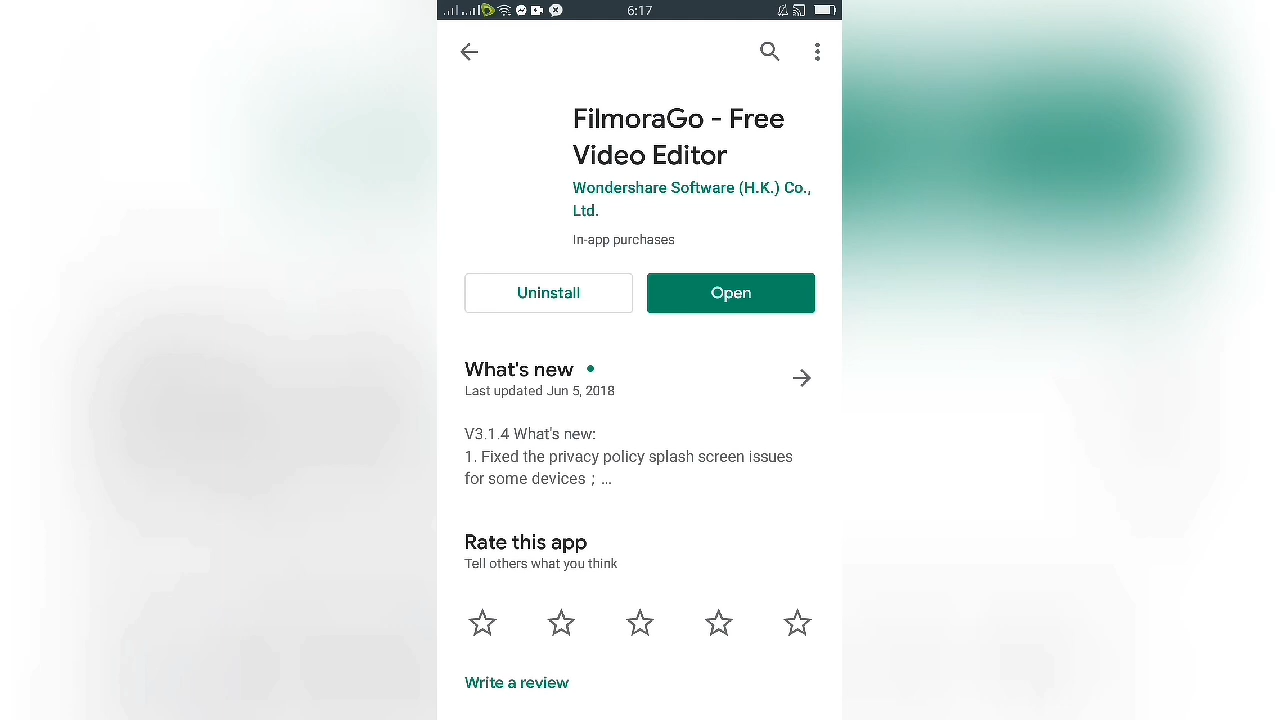 6:17
FilmoraGo - Free
Video Editor
Wondershare Software (H.K.) Co.,
Ltd.
In-app purchases
Uninstall
Open
What's new
Last updated Jun 5, 2018
V3.1.4 What's new:
1. Fixed the privacy policy splash screen issues
for some devices；...
Rate this app
Tell others what you think
Write a review